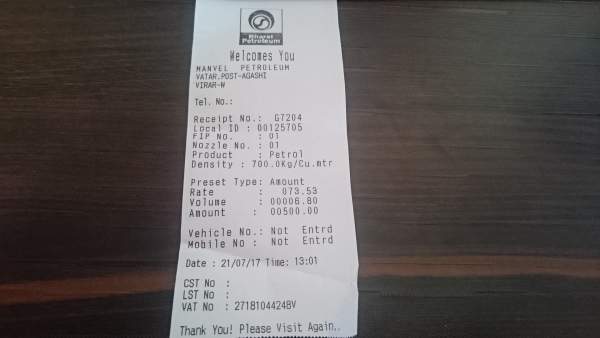 Bharat
Petroleum
Welcomes You
MANVEL PETROLEUM
VATAR.POST-AGASHI
VIRAR-W
Tel. No.:
Receipt No.: G7204
Local ID : 00125705
FIP No. : 01
Nozzle No. : 01
Product : Petrol
Density : 700.0Kg/Cu.mtr
Preset Type: Amount
Rate : 073.53
Volume : 00006.80
Amount : 00500.00
Vehicle No.: Not Entrd
Mobile No : Not Entrd
Date : 21/07/17 Time: 13:01
CST No :
LST No :
VAT No : 27181044248V
Thank You! Please Visit Again..